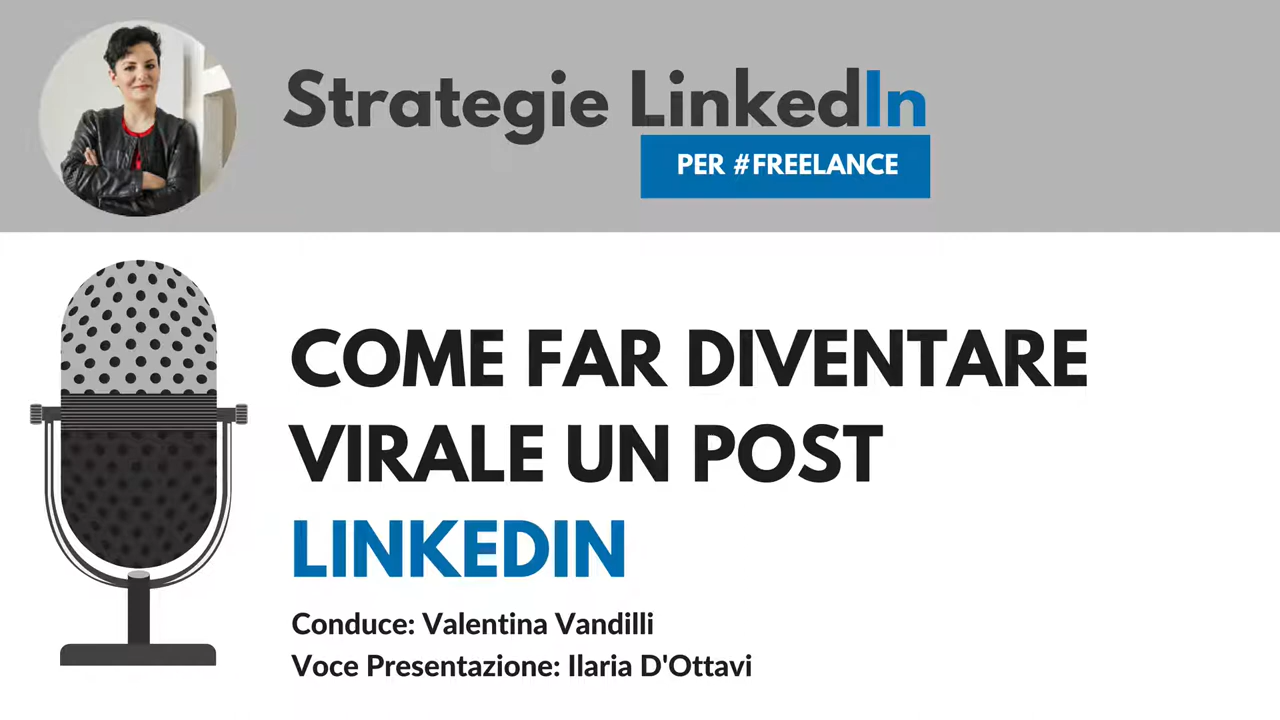 Strategie LinkedIn
PER #FREELANCE
COME FAR DIVENTARE
VIRALE UN POST
LINKEDIN
Conduce: Valentina Vandilli
Voce Presentazione: Ilaria D'Ottavi